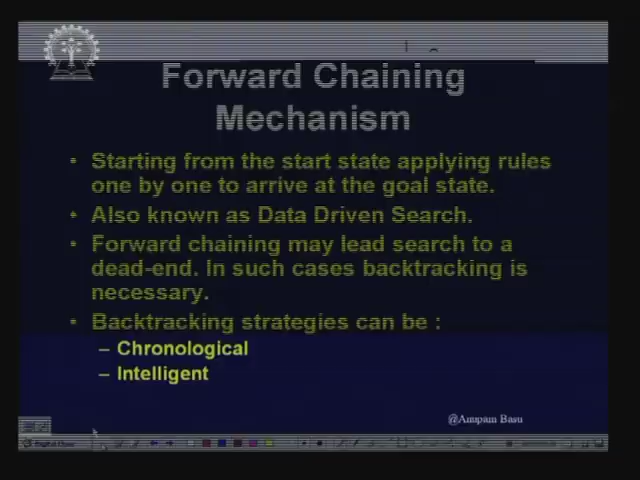 Forward Chaining
Mechanism
• Starting from the start state applying rules
one by one to arrive at the goal state.
• Also known as Data Driven Search.
• Forward chaining may lead search to a
dead-end. In such cases backtracking is
necessary.
• Backtracking strategies can be :
– Chronological
– Intelligent
@Anupam Basu